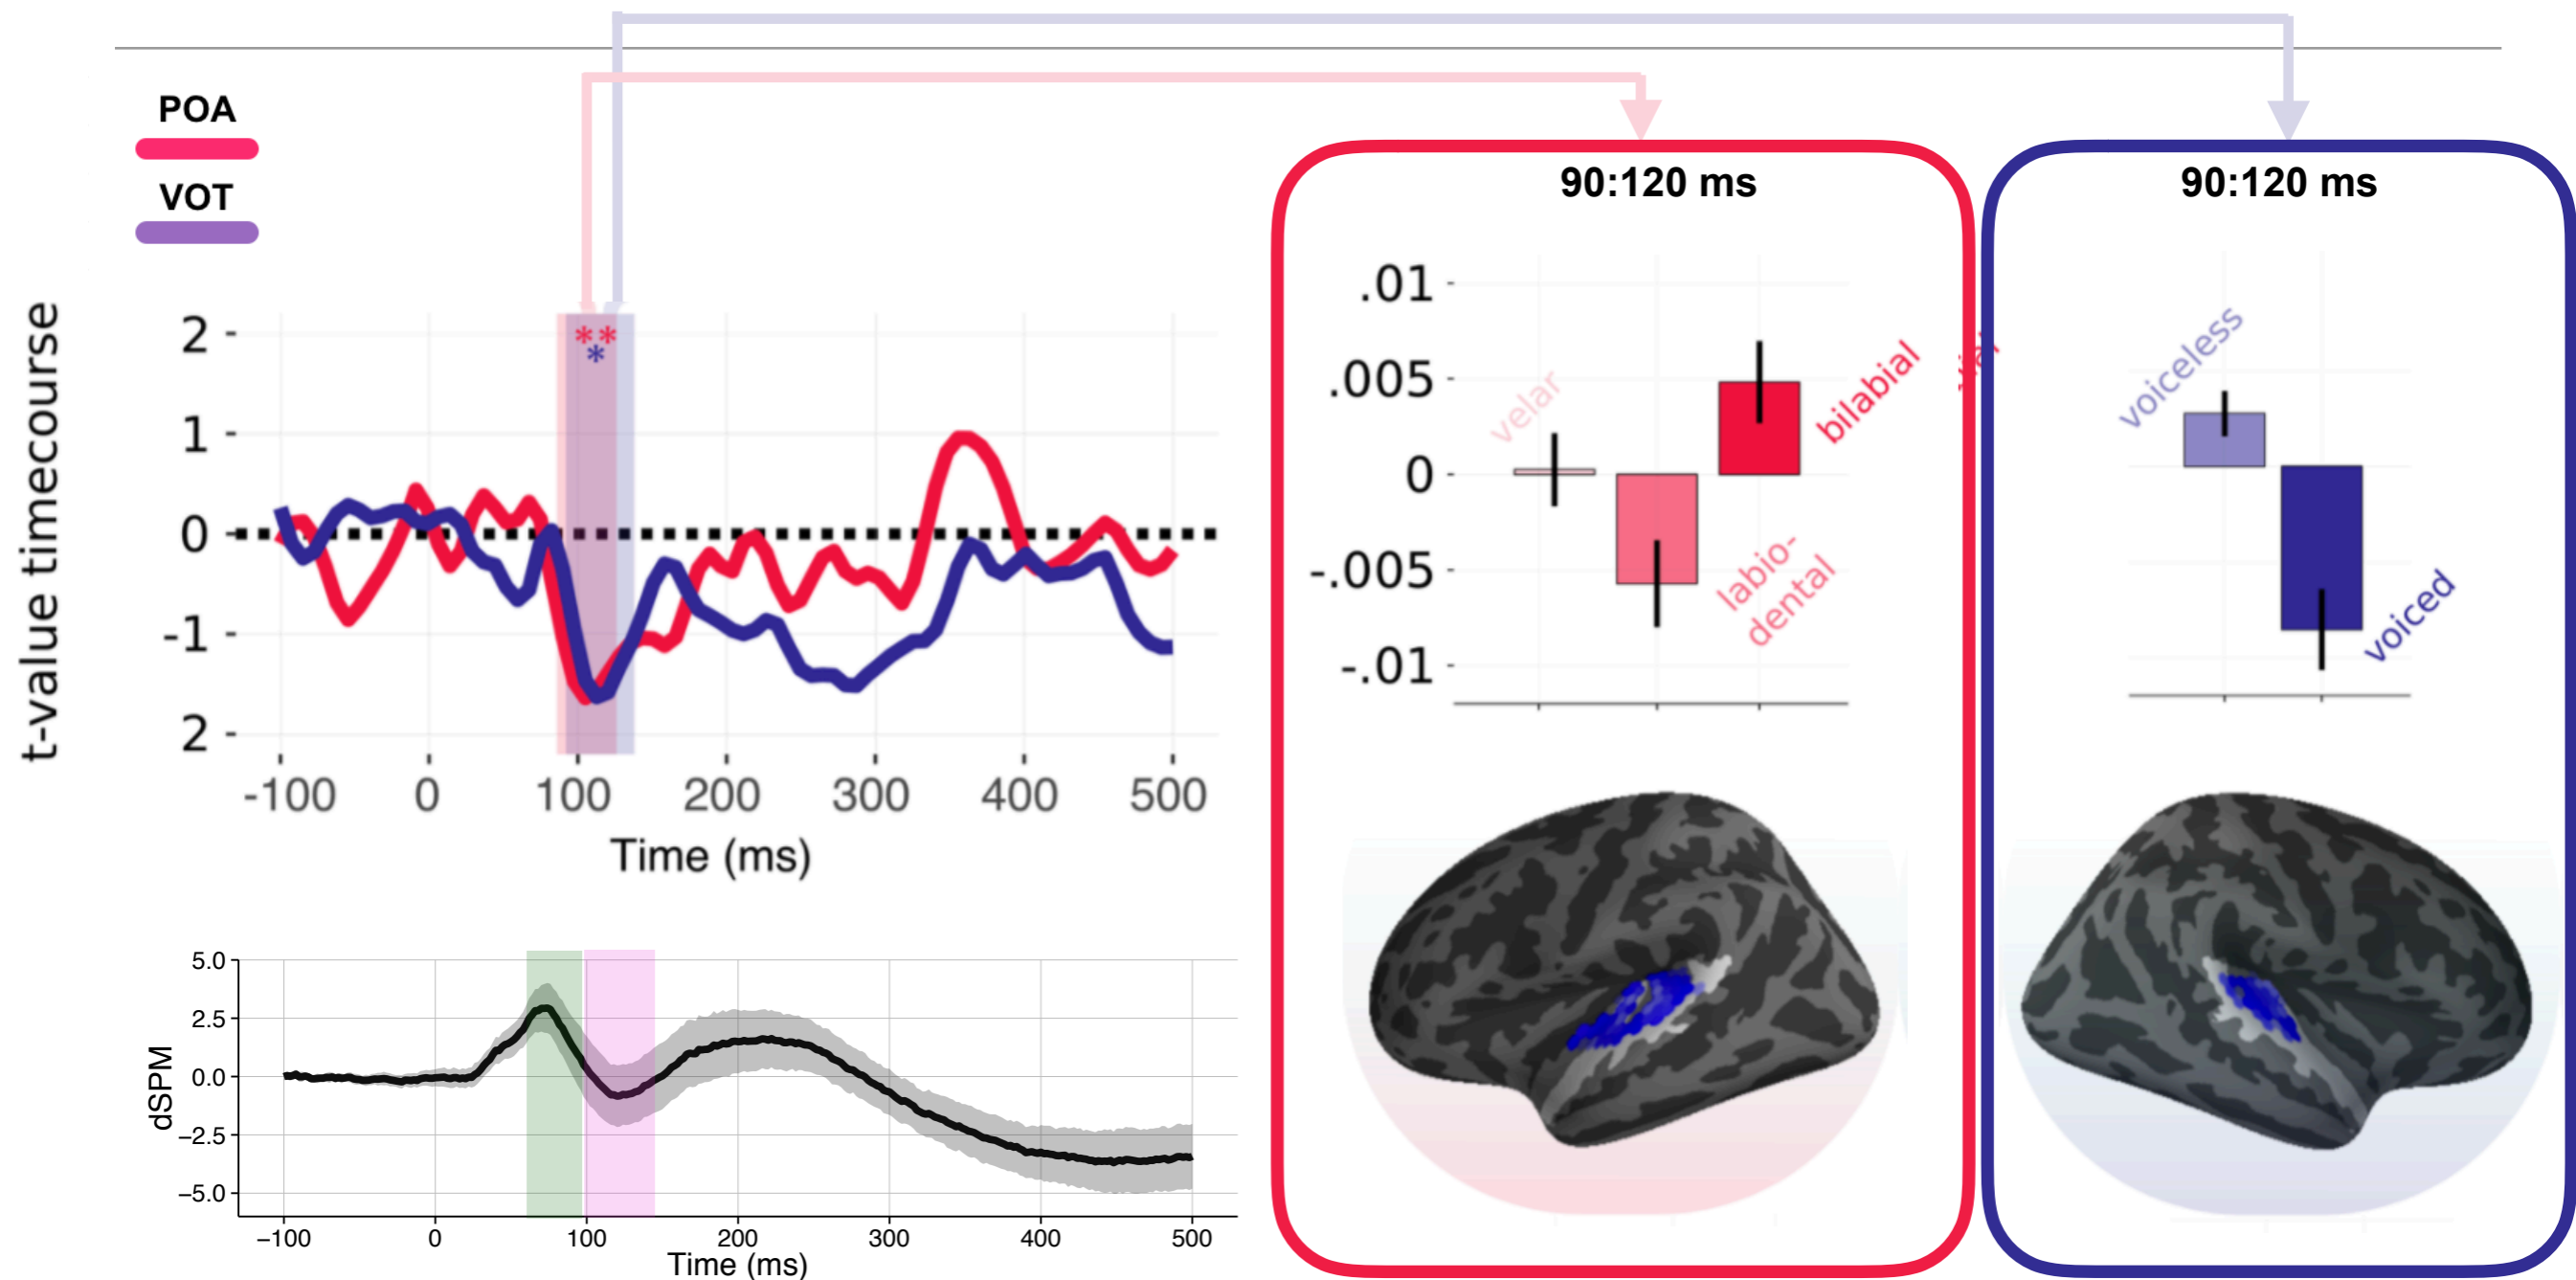 POA
VOT
t-value timecourse
2
1
0
-1
2
**
*
-100 0 100 200 300 400 500
Time (ms)
dSPM
5.0
2.5
0.0
−2.5
−5.0
−100 0 100 200 300 400 500
Time (ms)
90:120 ms
.01
.005
0
-.005
-.01
velar
labio-
dental
bilabial
90:120 ms
voiceless
voiced